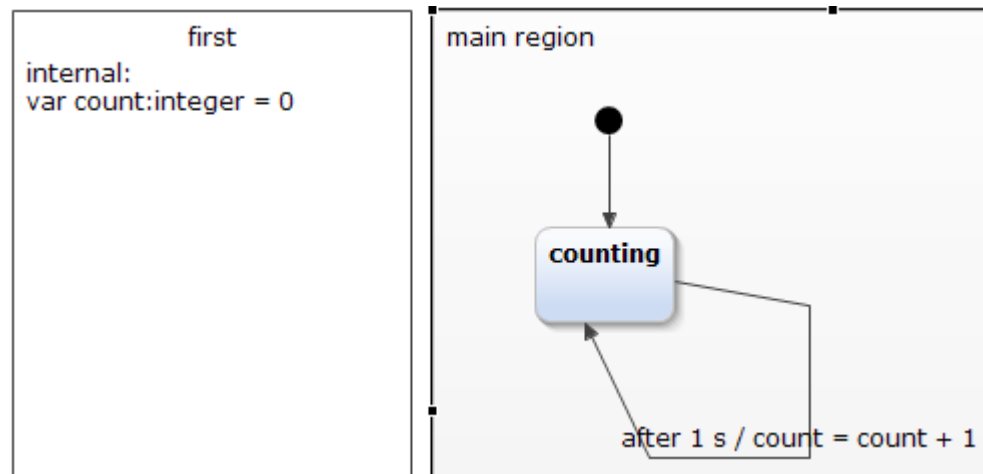 first
internal:
var count:integer = 0
main region
counting
after 1 s / count = count + 1